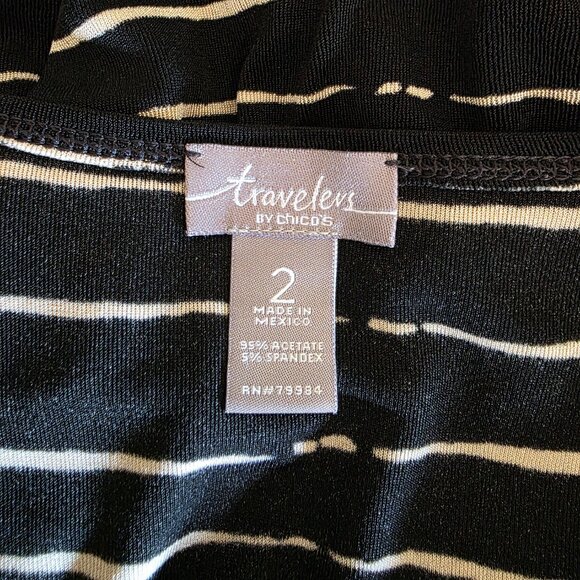 travelers
BY chico's
2
MADE IN
MEXICO
95% ACETATE
5% SPANDEX
RN#79984